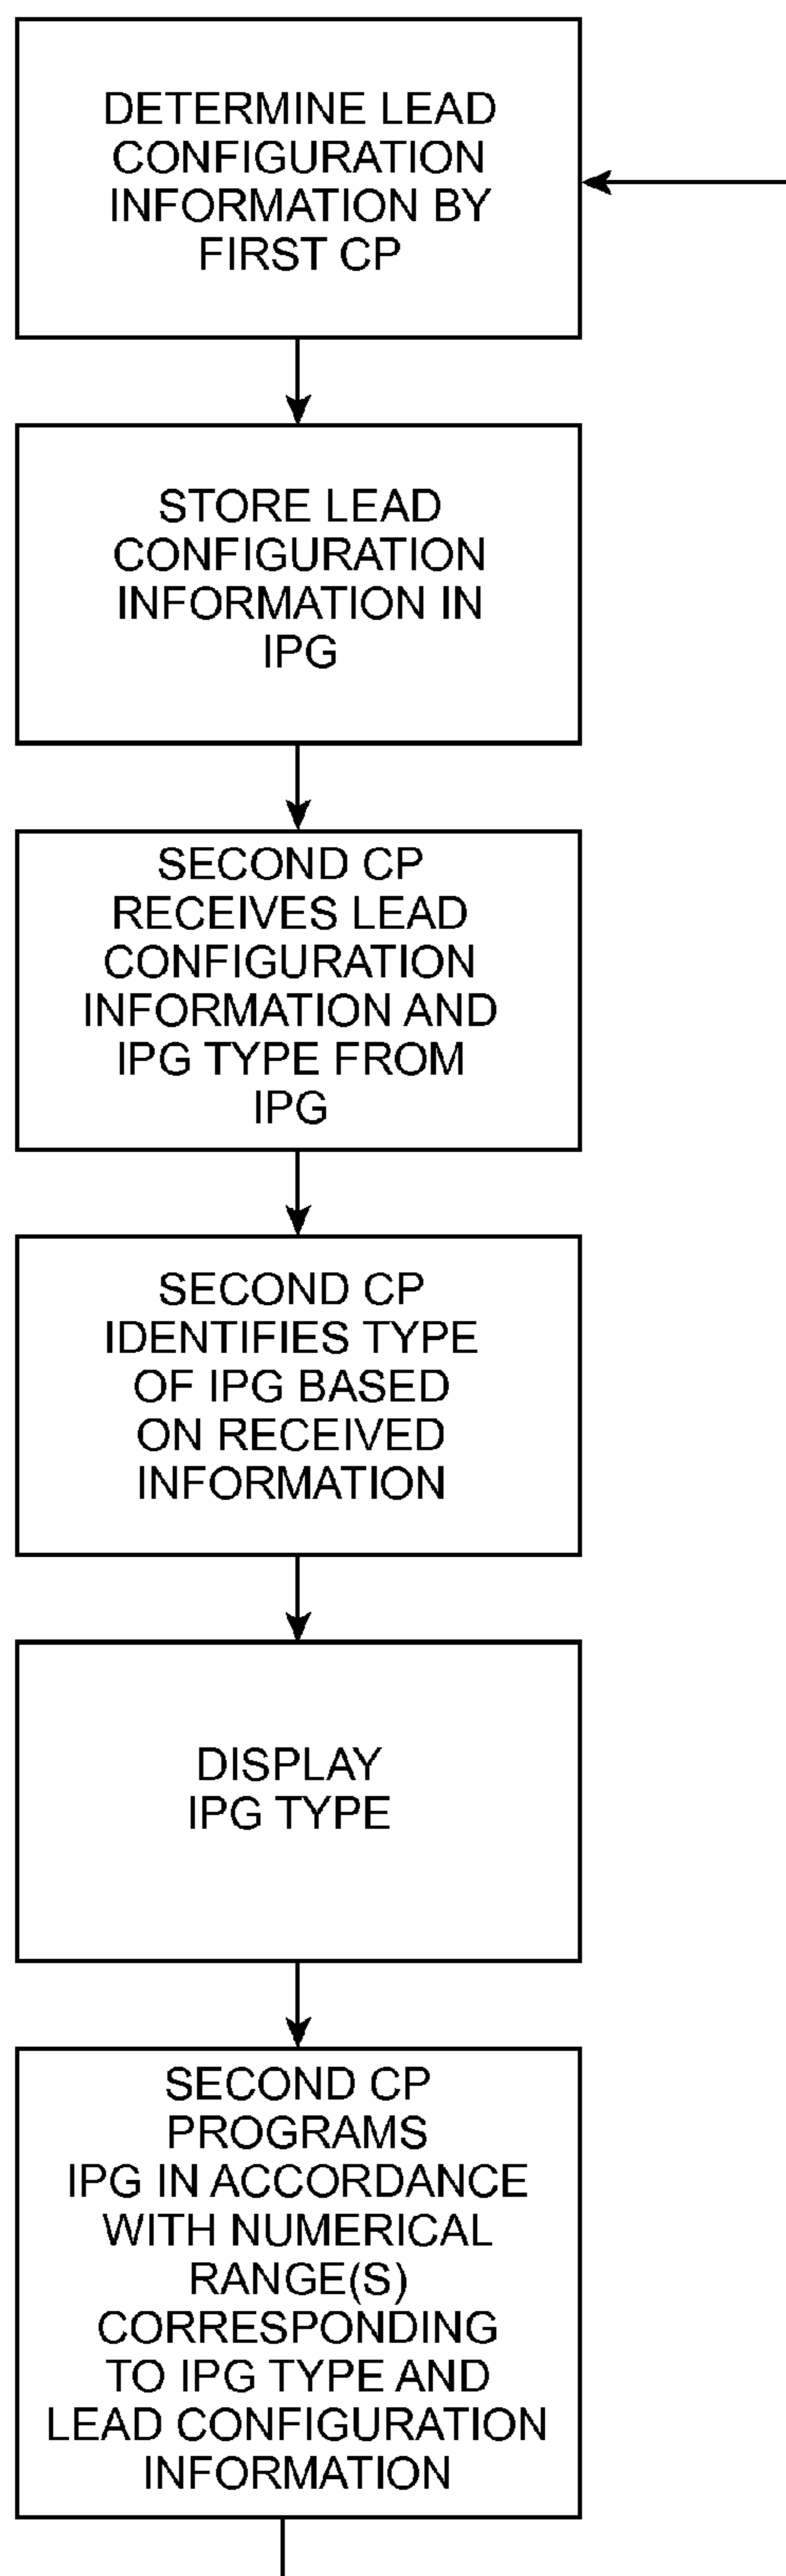 DETERMINE LEAD
CONFIGURATION
INFORMATION BY
FIRST CP
STORE LEAD
CONFIGURATION
INFORMATION IN
IPG
SECOND CP
RECEIVES LEAD
CONFIGURATION
INFORMATION AND
IPG TYPE FROM
IPG
SECOND CP
IDENTIFIES TYPE
OF IPG BASED
ON RECEIVED
INFORMATION
DISPLAY
IPG TYPE
SECOND CP
PROGRAMS
IPG IN ACCORDANCE
WITH NUMERICAL
RANGE(S)
CORRESPONDING
TO IPG TYPE AND
LEAD CONFIGURATION
INFORMATION